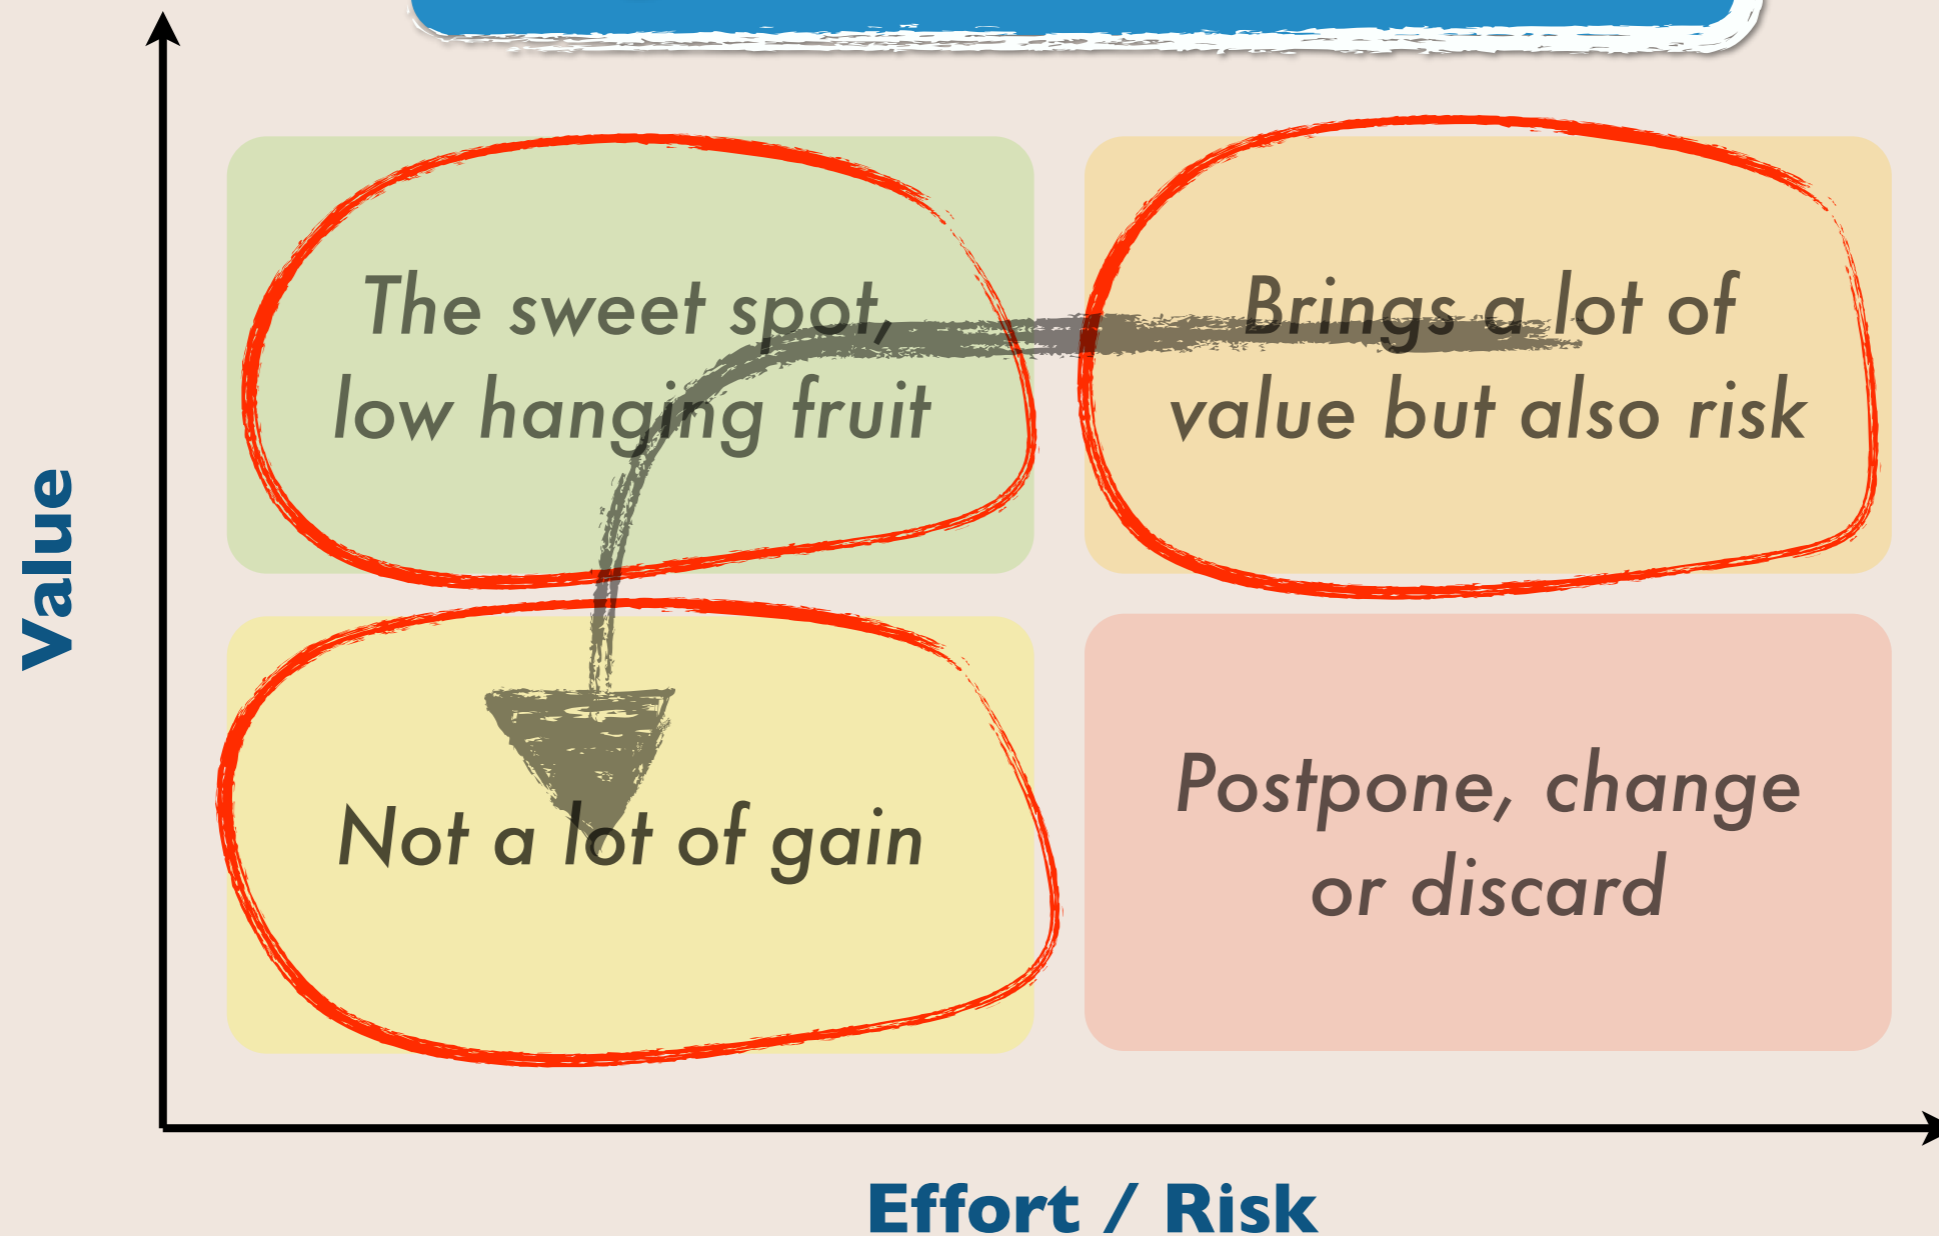 The sweet spot,
low hanging fruit
Brings a lot of
value but also risk
Value
Not a lot of gain
Postpone, change
or discard
Effort / Risk